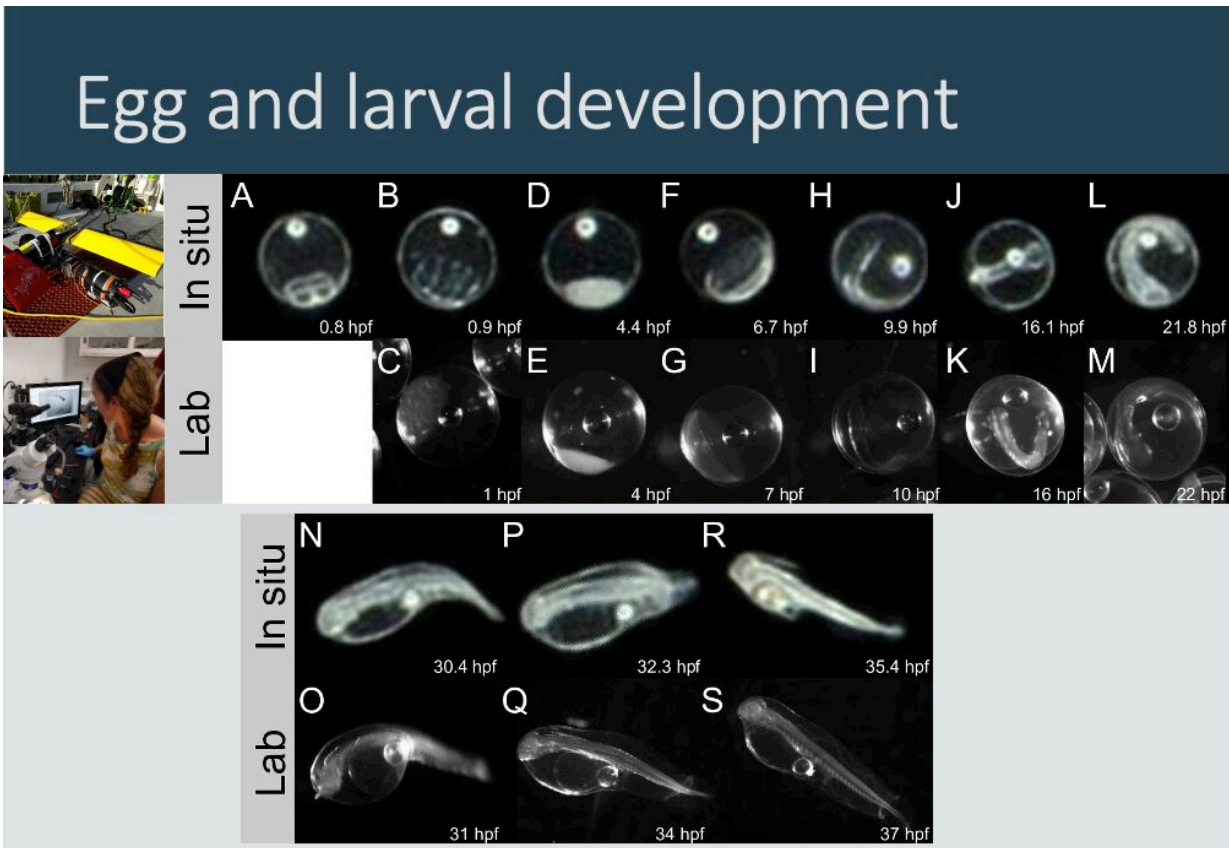 Egg and larval development
In situ
A
0.8 hpf
B
0.9 hpf
D
4.4 hpf
F
6.7 hpf
H
9.9 hpf
J
16.1 hpf
L
21.8 hpf
Lab
C
1 hpf
E
4 hpf
G
7 hpf
I
10 hpf
K
16 hpf
M
22 hpf
In situ
N
30.4 hpf
P
32.3 hpf
R
35.4 hpf
Lab
O
31 hpf
Q
34 hpf
S
37 hpf